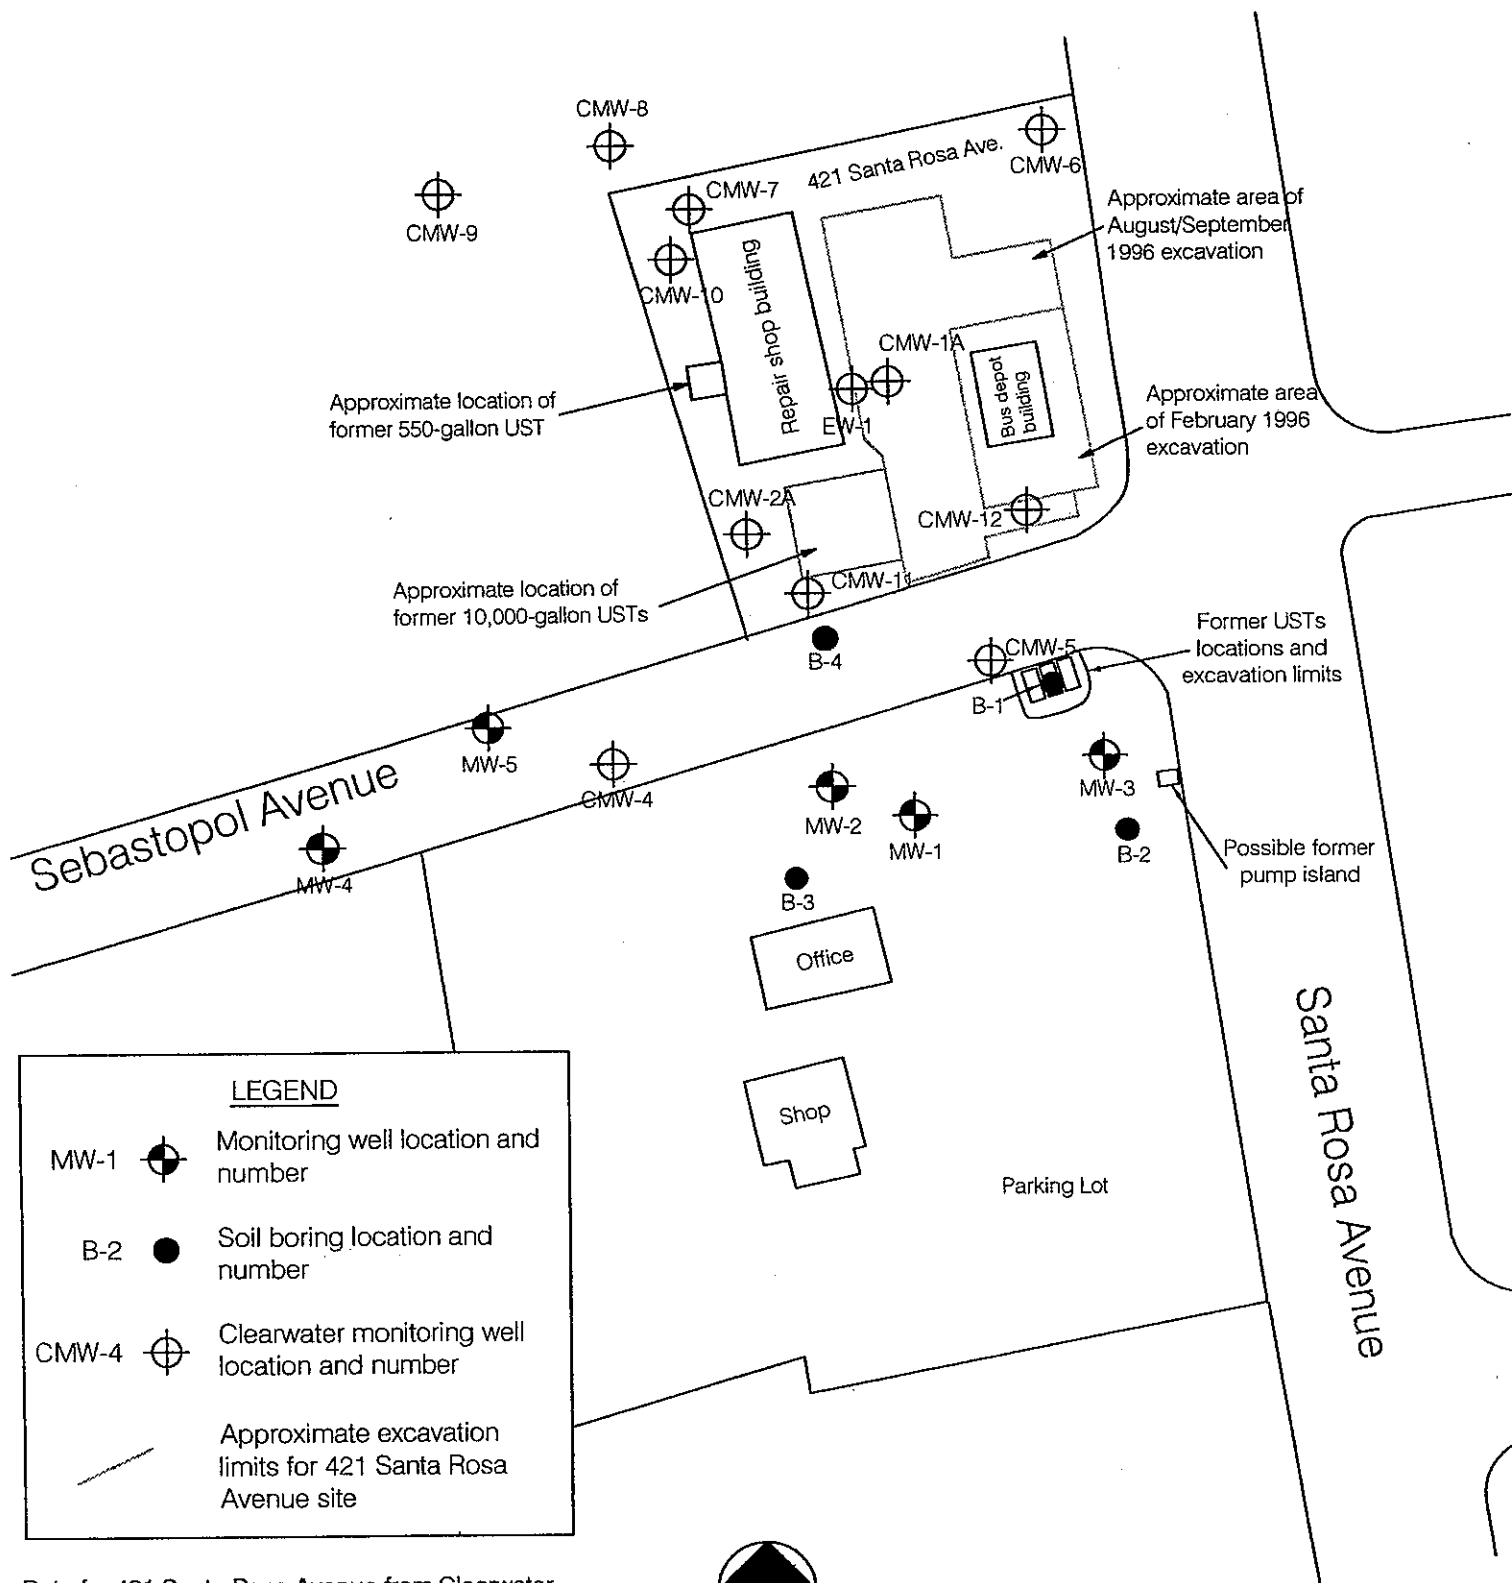 CMW-8
CMW-9
CMW-7
421 Santa Rosa Ave.
CMW-6
Approximate area of
August/September
1996 excavation
CMW-10
Repair shop building
CMW-1A
EW-1
Bus depot
building
Approximate location of
former 550-gallon UST
Approximate area
of February 1996
excavation
CMW-2A
CMW-12
Approximate location of
former 10,000-gallon USTs
CMW-11
B-4
CMW-5
Former USTs
locations and
excavation limits
B-1
MW-5
CMW-4
Sebastopol Avenue
MW-4
MW-2
MW-1
MW-3
B-2
Possible former
pump island
B-3
Office
Shop
Parking Lot
Santa Rosa Avenue
LEGEND
MW-1
Monitoring well location and
number
B-2
Soil boring location and
number
CMW-4
Clearwater monitoring well
location and number
Approximate excavation
limits for 421 Santa Rosa
Avenue site